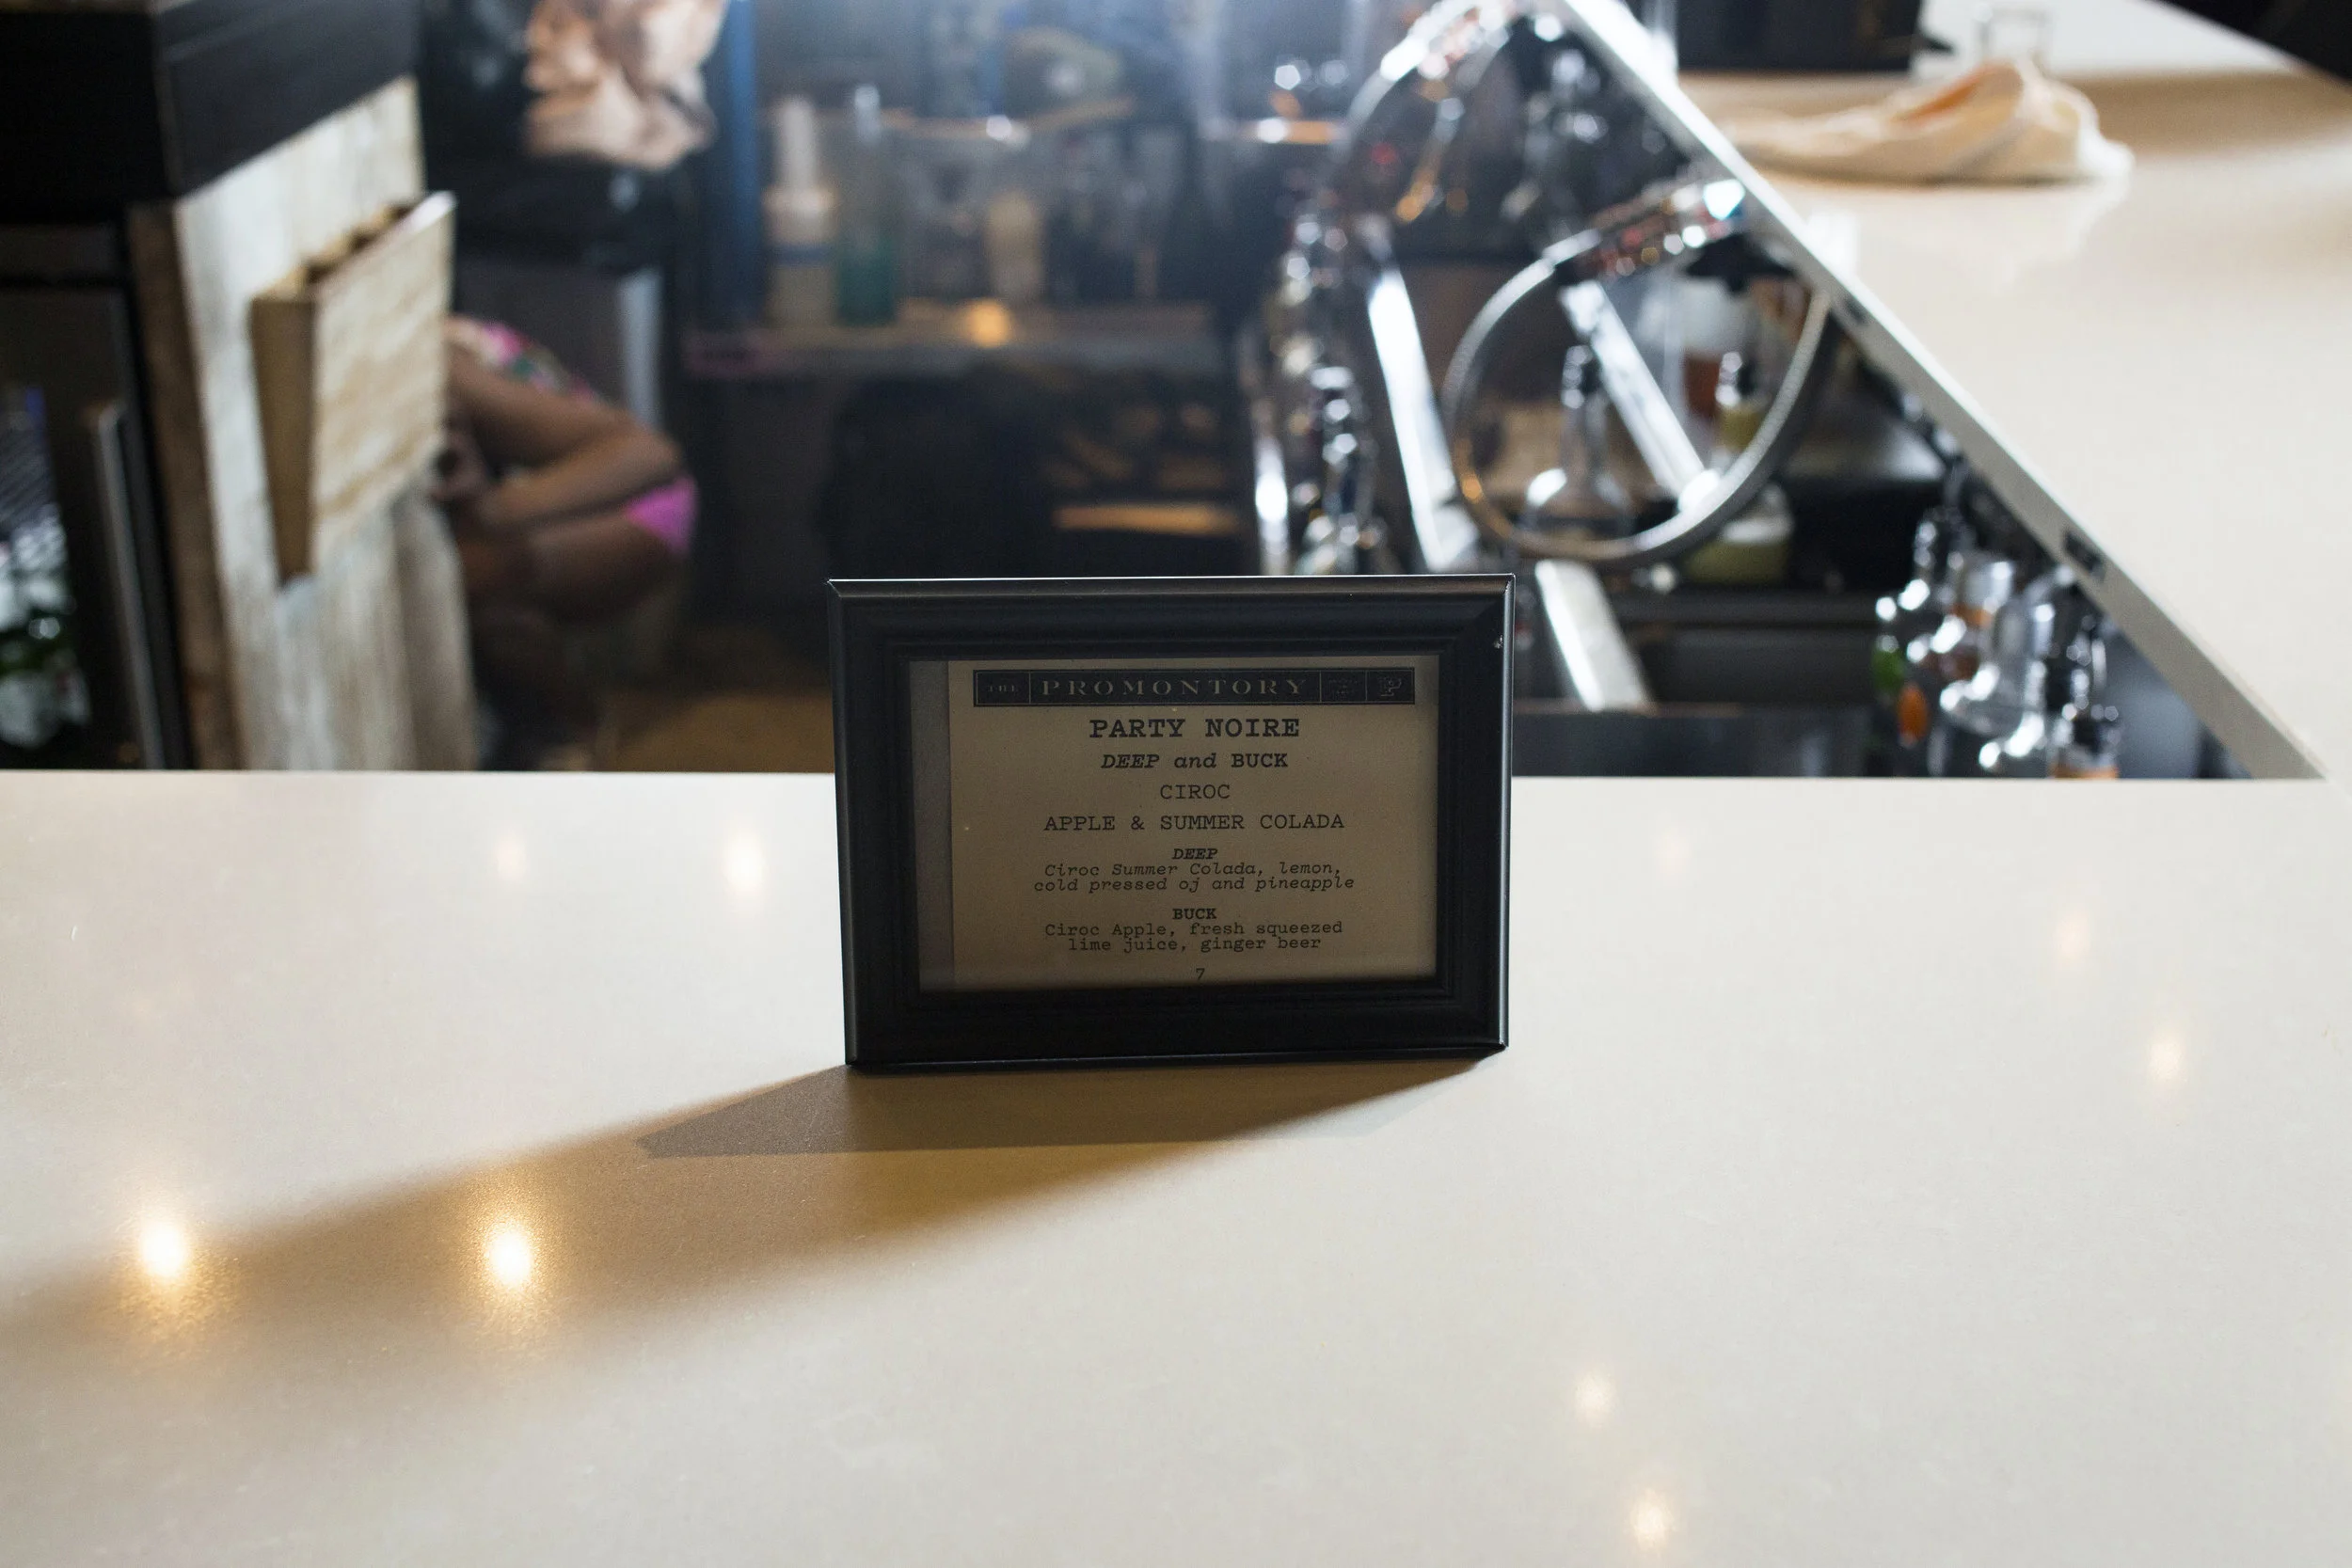 THE PROMONTORY P
PARTY NOIRE
DEEP and BUCK
CIROC
APPLE & SUMMER COLADA
DEEP
Ciroc Summer Colada, lemon,
cold pressed oj and pineapple
BUCK
Ciroc Apple, fresh squeezed
lime juice, ginger beer
7